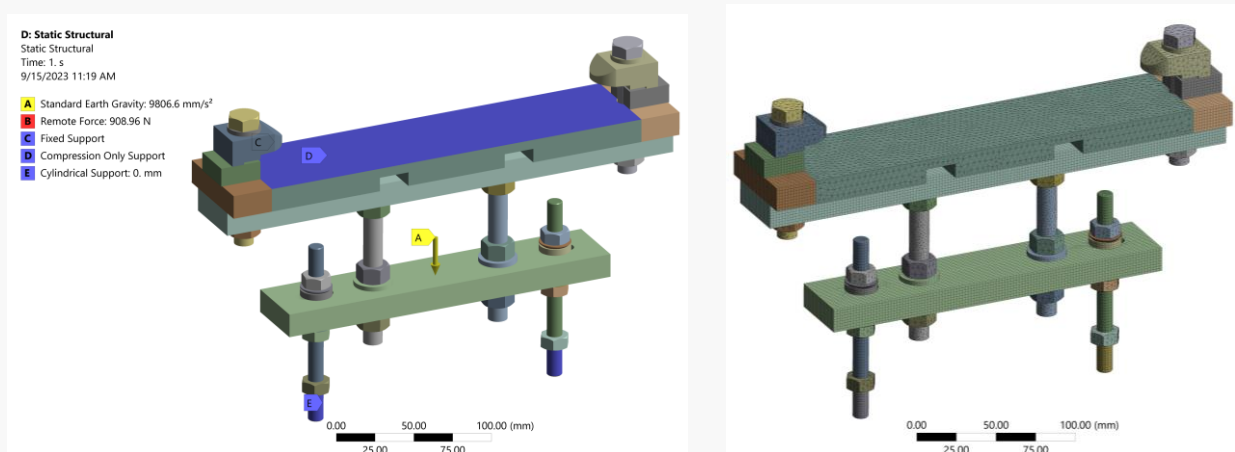 D: Static Structural
Static Structural
Time: 1. s
9/15/2023 11:19 AM
A Standard Earth Gravity: 9806.6 mm/s²
B Remote Force: 908.96 N
C Fixed Support
D Compression Only Support
E Cylindrical Support: 0. mm
C
D
A
E
0.00 50.00 100.00 (mm)
25.00 75.00
0.00 50.00 100.00 (mm)
25.00 75.00